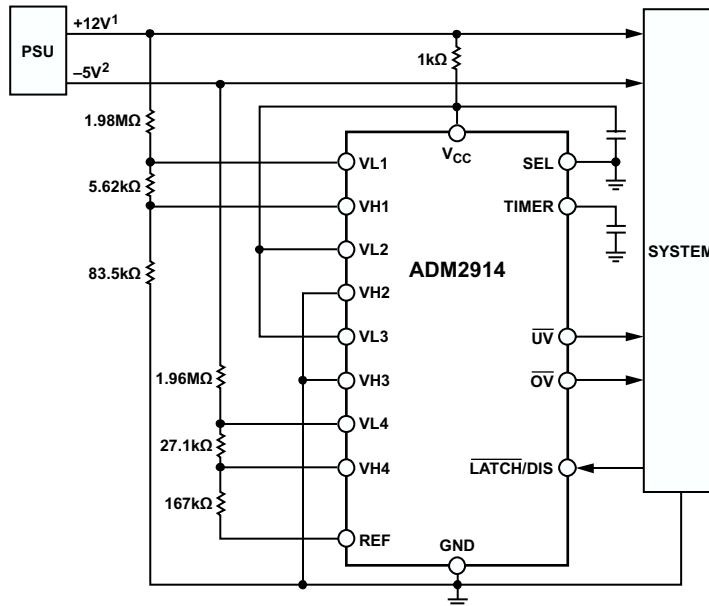 PSU
+12V1
–5V2
1kΩ
1.98MΩ
5.62kΩ
83.5kΩ
1.96MΩ
27.1kΩ
167kΩ
VCC
VL1
VH1
VL2
VH2
VL3
VH3
VL4
VH4
REF
ADM2914
SEL
TIMER
UV
OV
LATCH/DIS
GND
SYSTEM